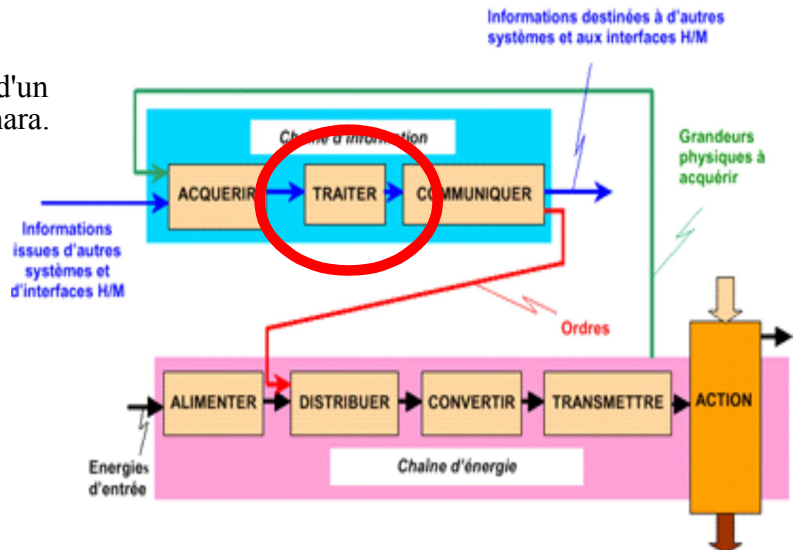 Informations destinées à d'autres
systèmes et aux interfaces H/M
d'un
nara.
Chaîne d'information
Grandeurs
physiques à
acquérir
ACQUERIR
TRAITER
COMMUNIQUER
Informations
issues d'autres
systèmes et
d'interfaces H/M
Ordres
ALIMENTER
DISTRIBUER
CONVERTIR
TRANSMETTRE
ACTION
Energies
d'entrée
Chaîne d'énergie